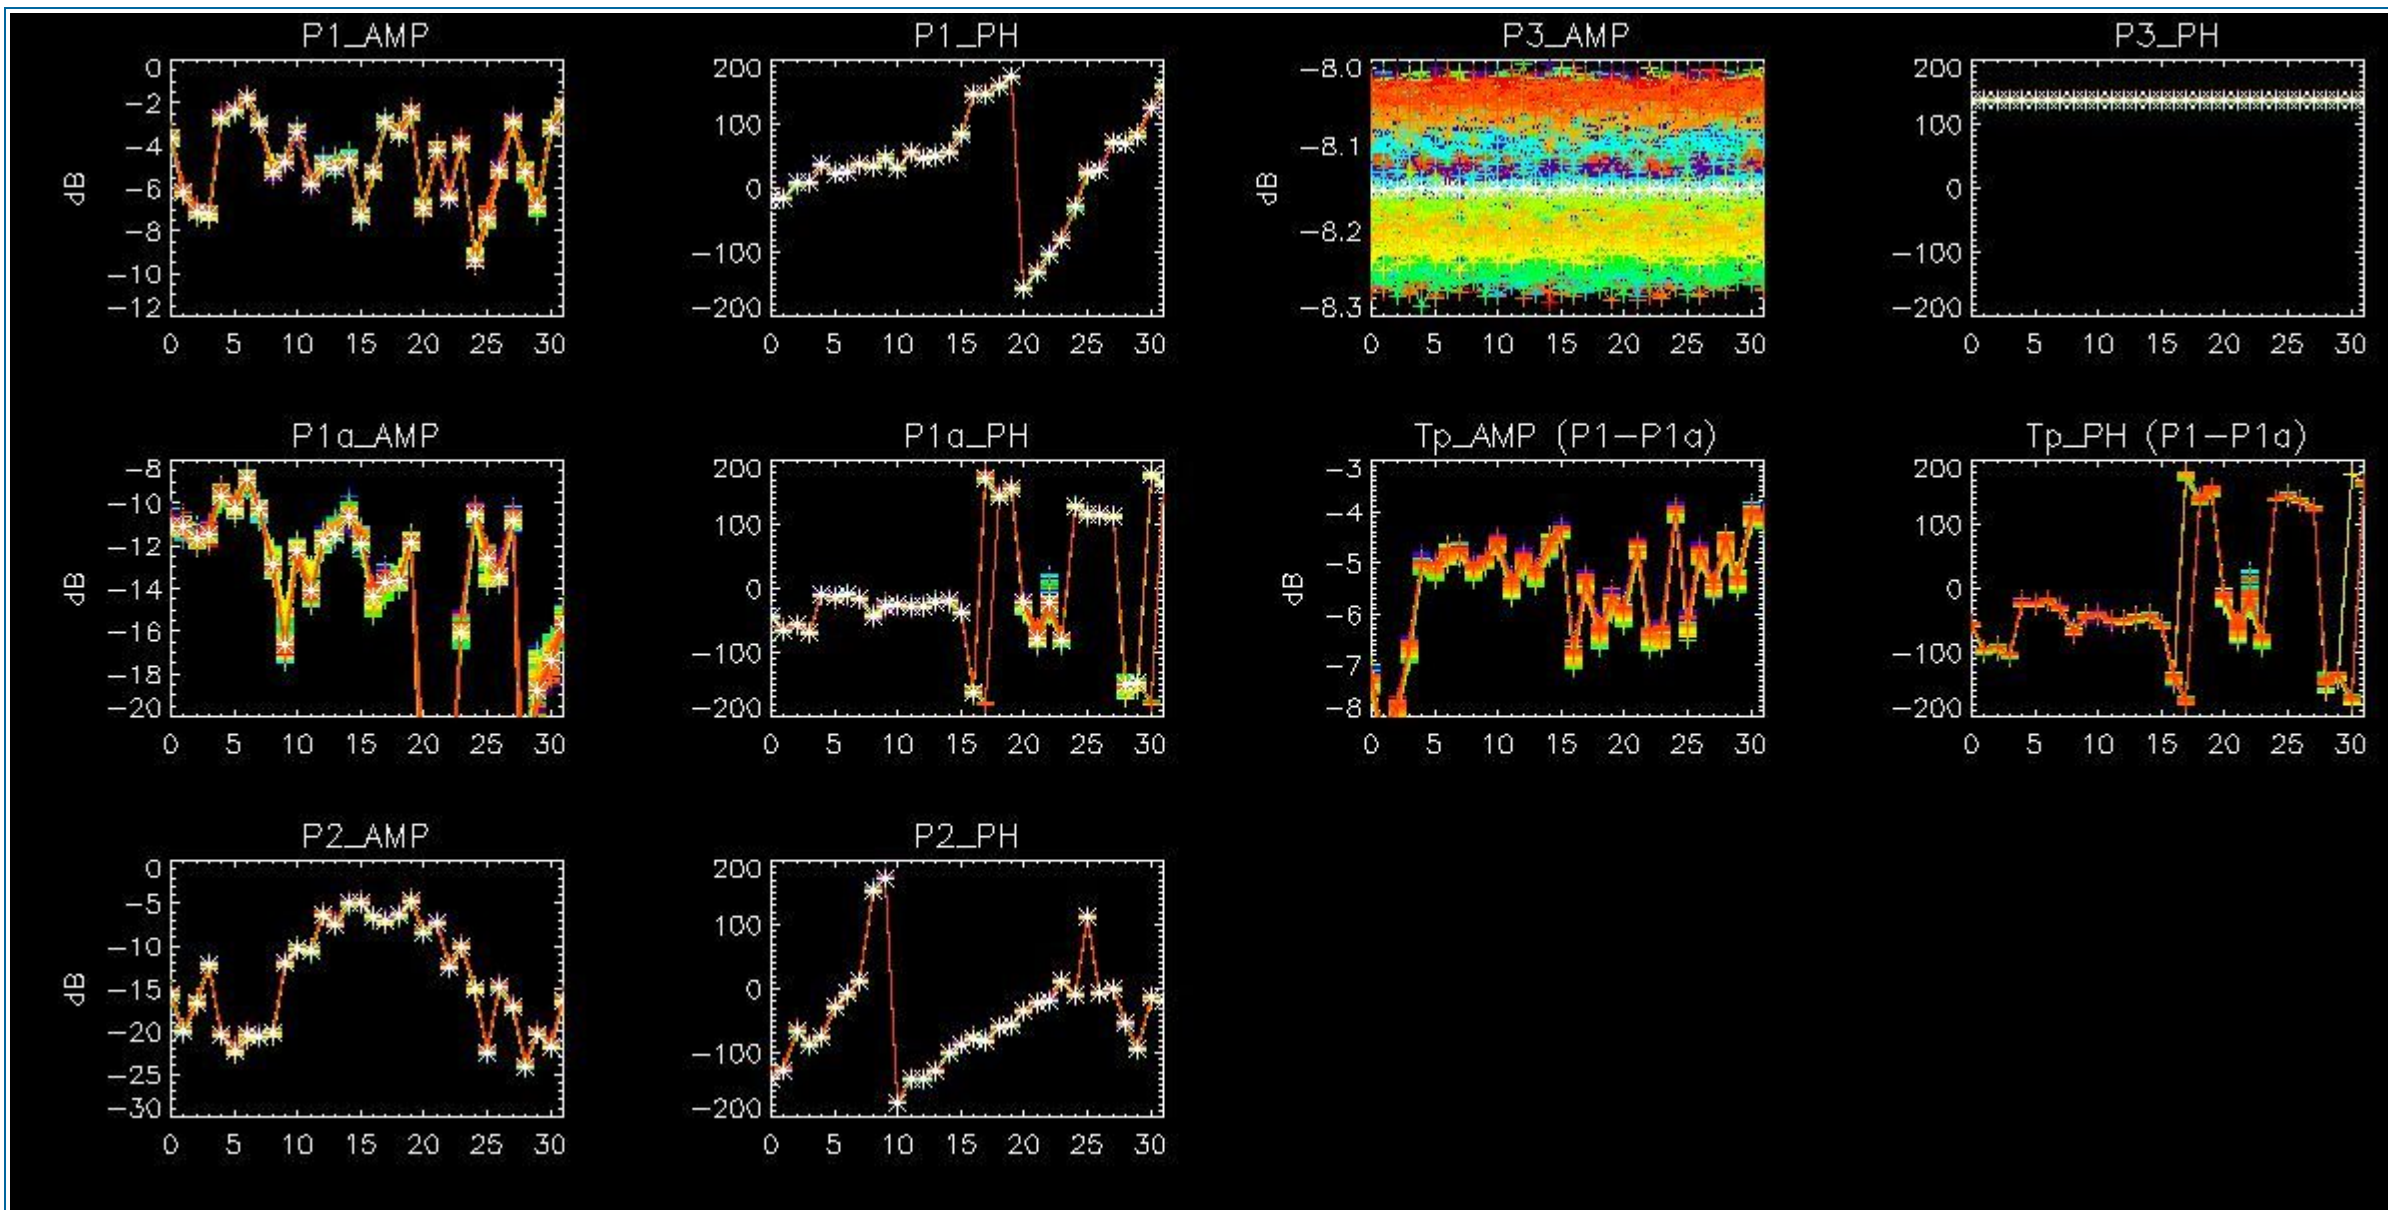 P1_AMP
0
−2
−4
−6
−8
−10
−12
dB
0 5 10 15 20 25 30
P1_PH
200
100
0
−100
−200
0 5 10 15 20 25 30
P3_AMP
−8.0
−8.1
−8.2
−8.3
dB
0 5 10 15 20 25 30
P3_PH
200
100
0
−100
−200
0 5 10 15 20 25 30
P1a_AMP
−8
−10
−12
−14
−16
−18
−20
dB
0 5 10 15 20 25 30
P1a_PH
200
100
0
−100
−200
0 5 10 15 20 25 30
Tp_AMP (P1−P1a)
−3
−4
−5
−6
−7
−8
dB
0 5 10 15 20 25 30
Tp_PH (P1−P1a)
200
100
0
−100
−200
0 5 10 15 20 25 30
P2_AMP
0
−5
−10
−15
−20
−25
−30
dB
0 5 10 15 20 25 30
P2_PH
200
100
0
−100
−200
0 5 10 15 20 25 30